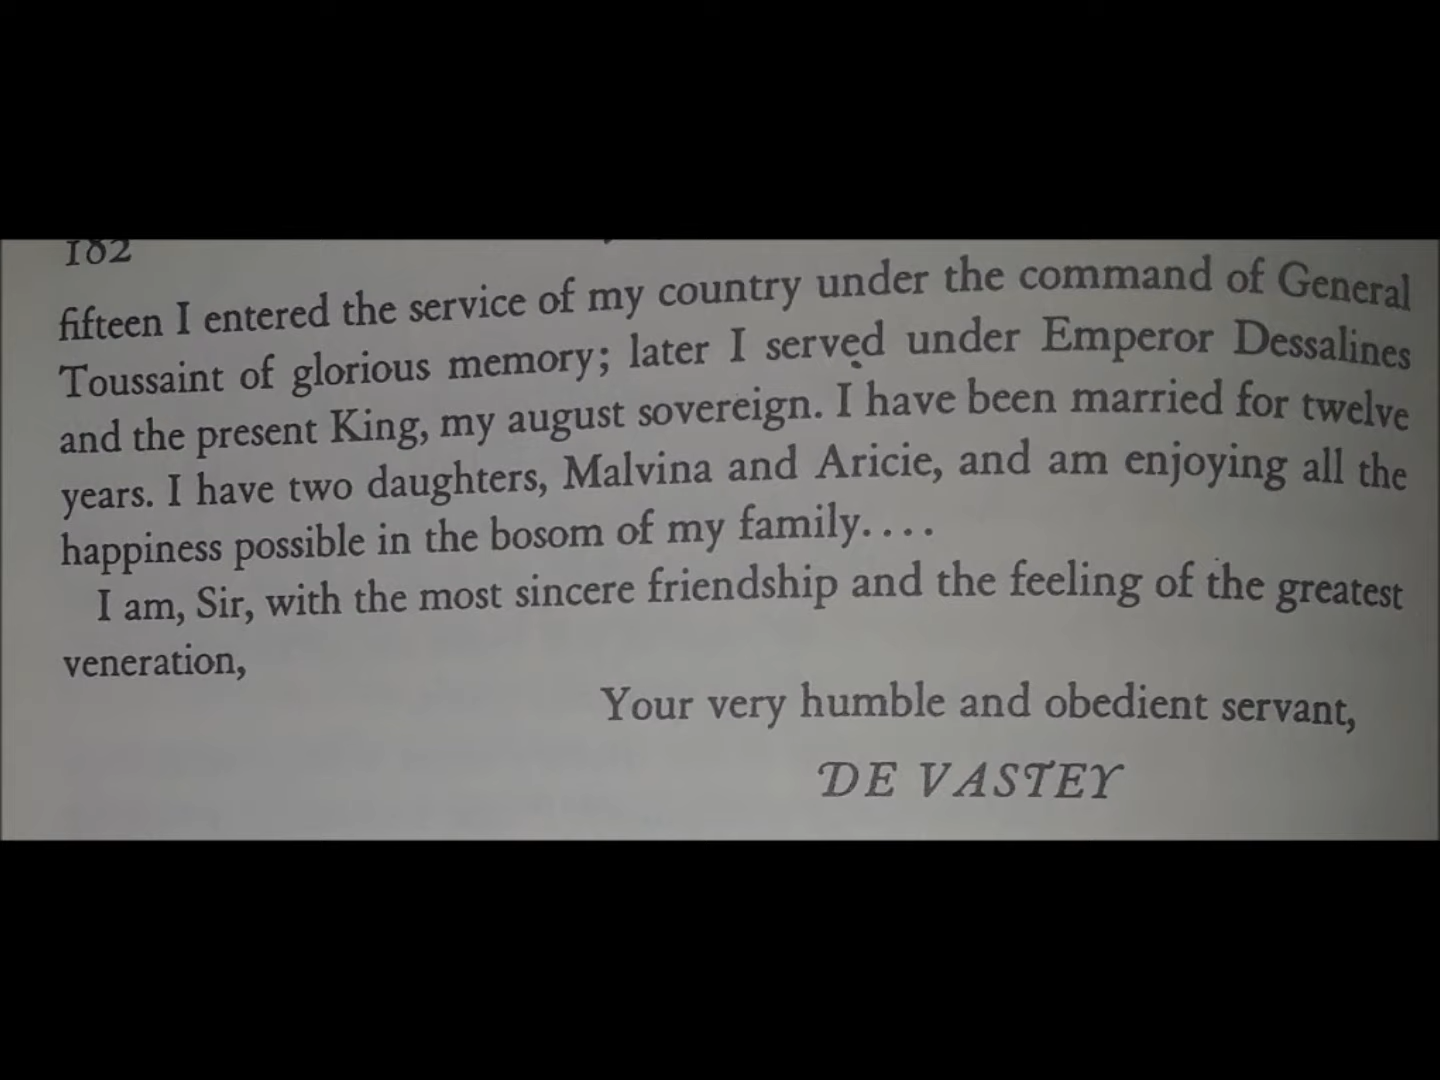 182
fifteen I entered the service of my country under the command of General
Toussaint of glorious memory; later I served under Emperor Dessalines
and the present King, my august sovereign. I have been married for twelve
years. I have two daughters, Malvina and Aricie, and am enjoying all the
happiness possible in the bosom of my family....
I am, Sir, with the most sincere friendship and the feeling of the greatest
veneration,
Your very humble and obedient servant,
DE VASTEY